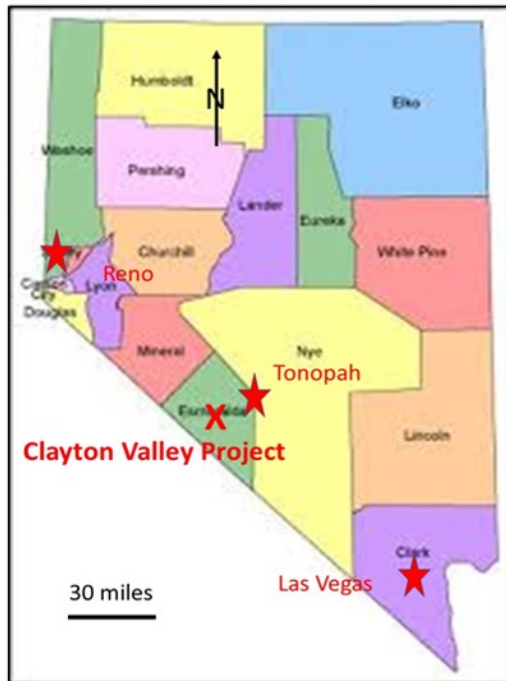 Humboldt
N
Elko
Washoe
Pershing
Lander
Eureka
Churchill
White Pine
Reno
Lyon
Carson
City
Douglas
Mineral
Nye
Tonopah
X
Clayton Valley Project
Lincoln
Clark
Las Vegas
30 miles